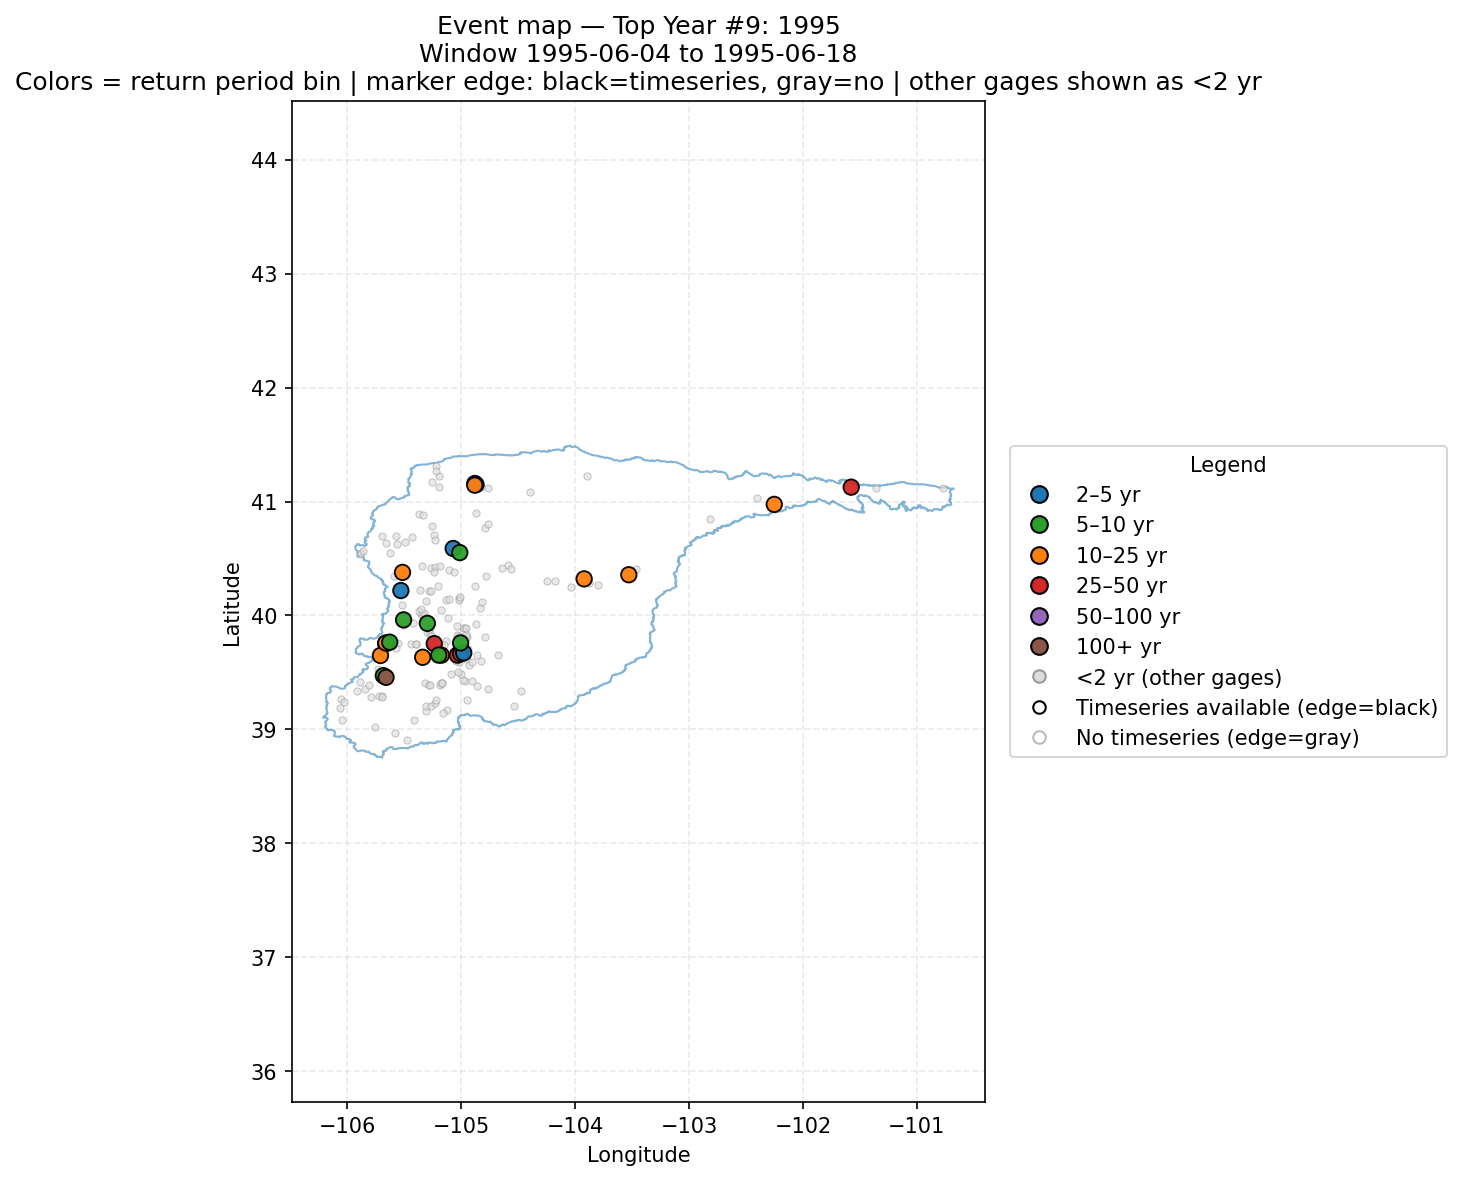 Event map — Top Year #9: 1995
Window 1995-06-04 to 1995-06-18
Colors = return period bin | marker edge: black=timeseries, gray=no | other gages shown as <2 yr
44
43
42
41
40
39
38
37
36
Latitude
−106
−105
−104
−103
−102
−101
Longitude
Legend
2–5 yr
5–10 yr
10–25 yr
25–50 yr
50–100 yr
100+ yr
<2 yr (other gages)
Timeseries available (edge=black)
No timeseries (edge=gray)